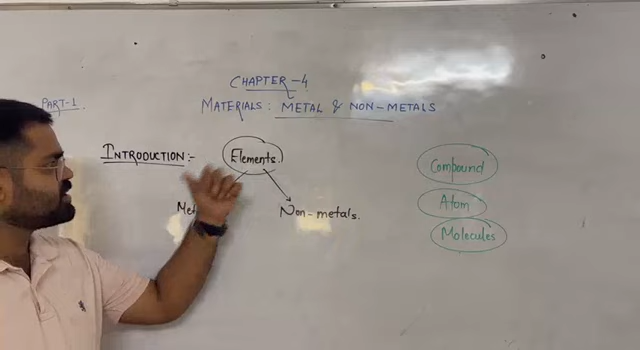 CHAPTER-4
PART-1.
MATERIALS: METAL & NON-METALS
INTRODUCTION:-
Elements.
Non-metals.
Compound
Atom
Molecules